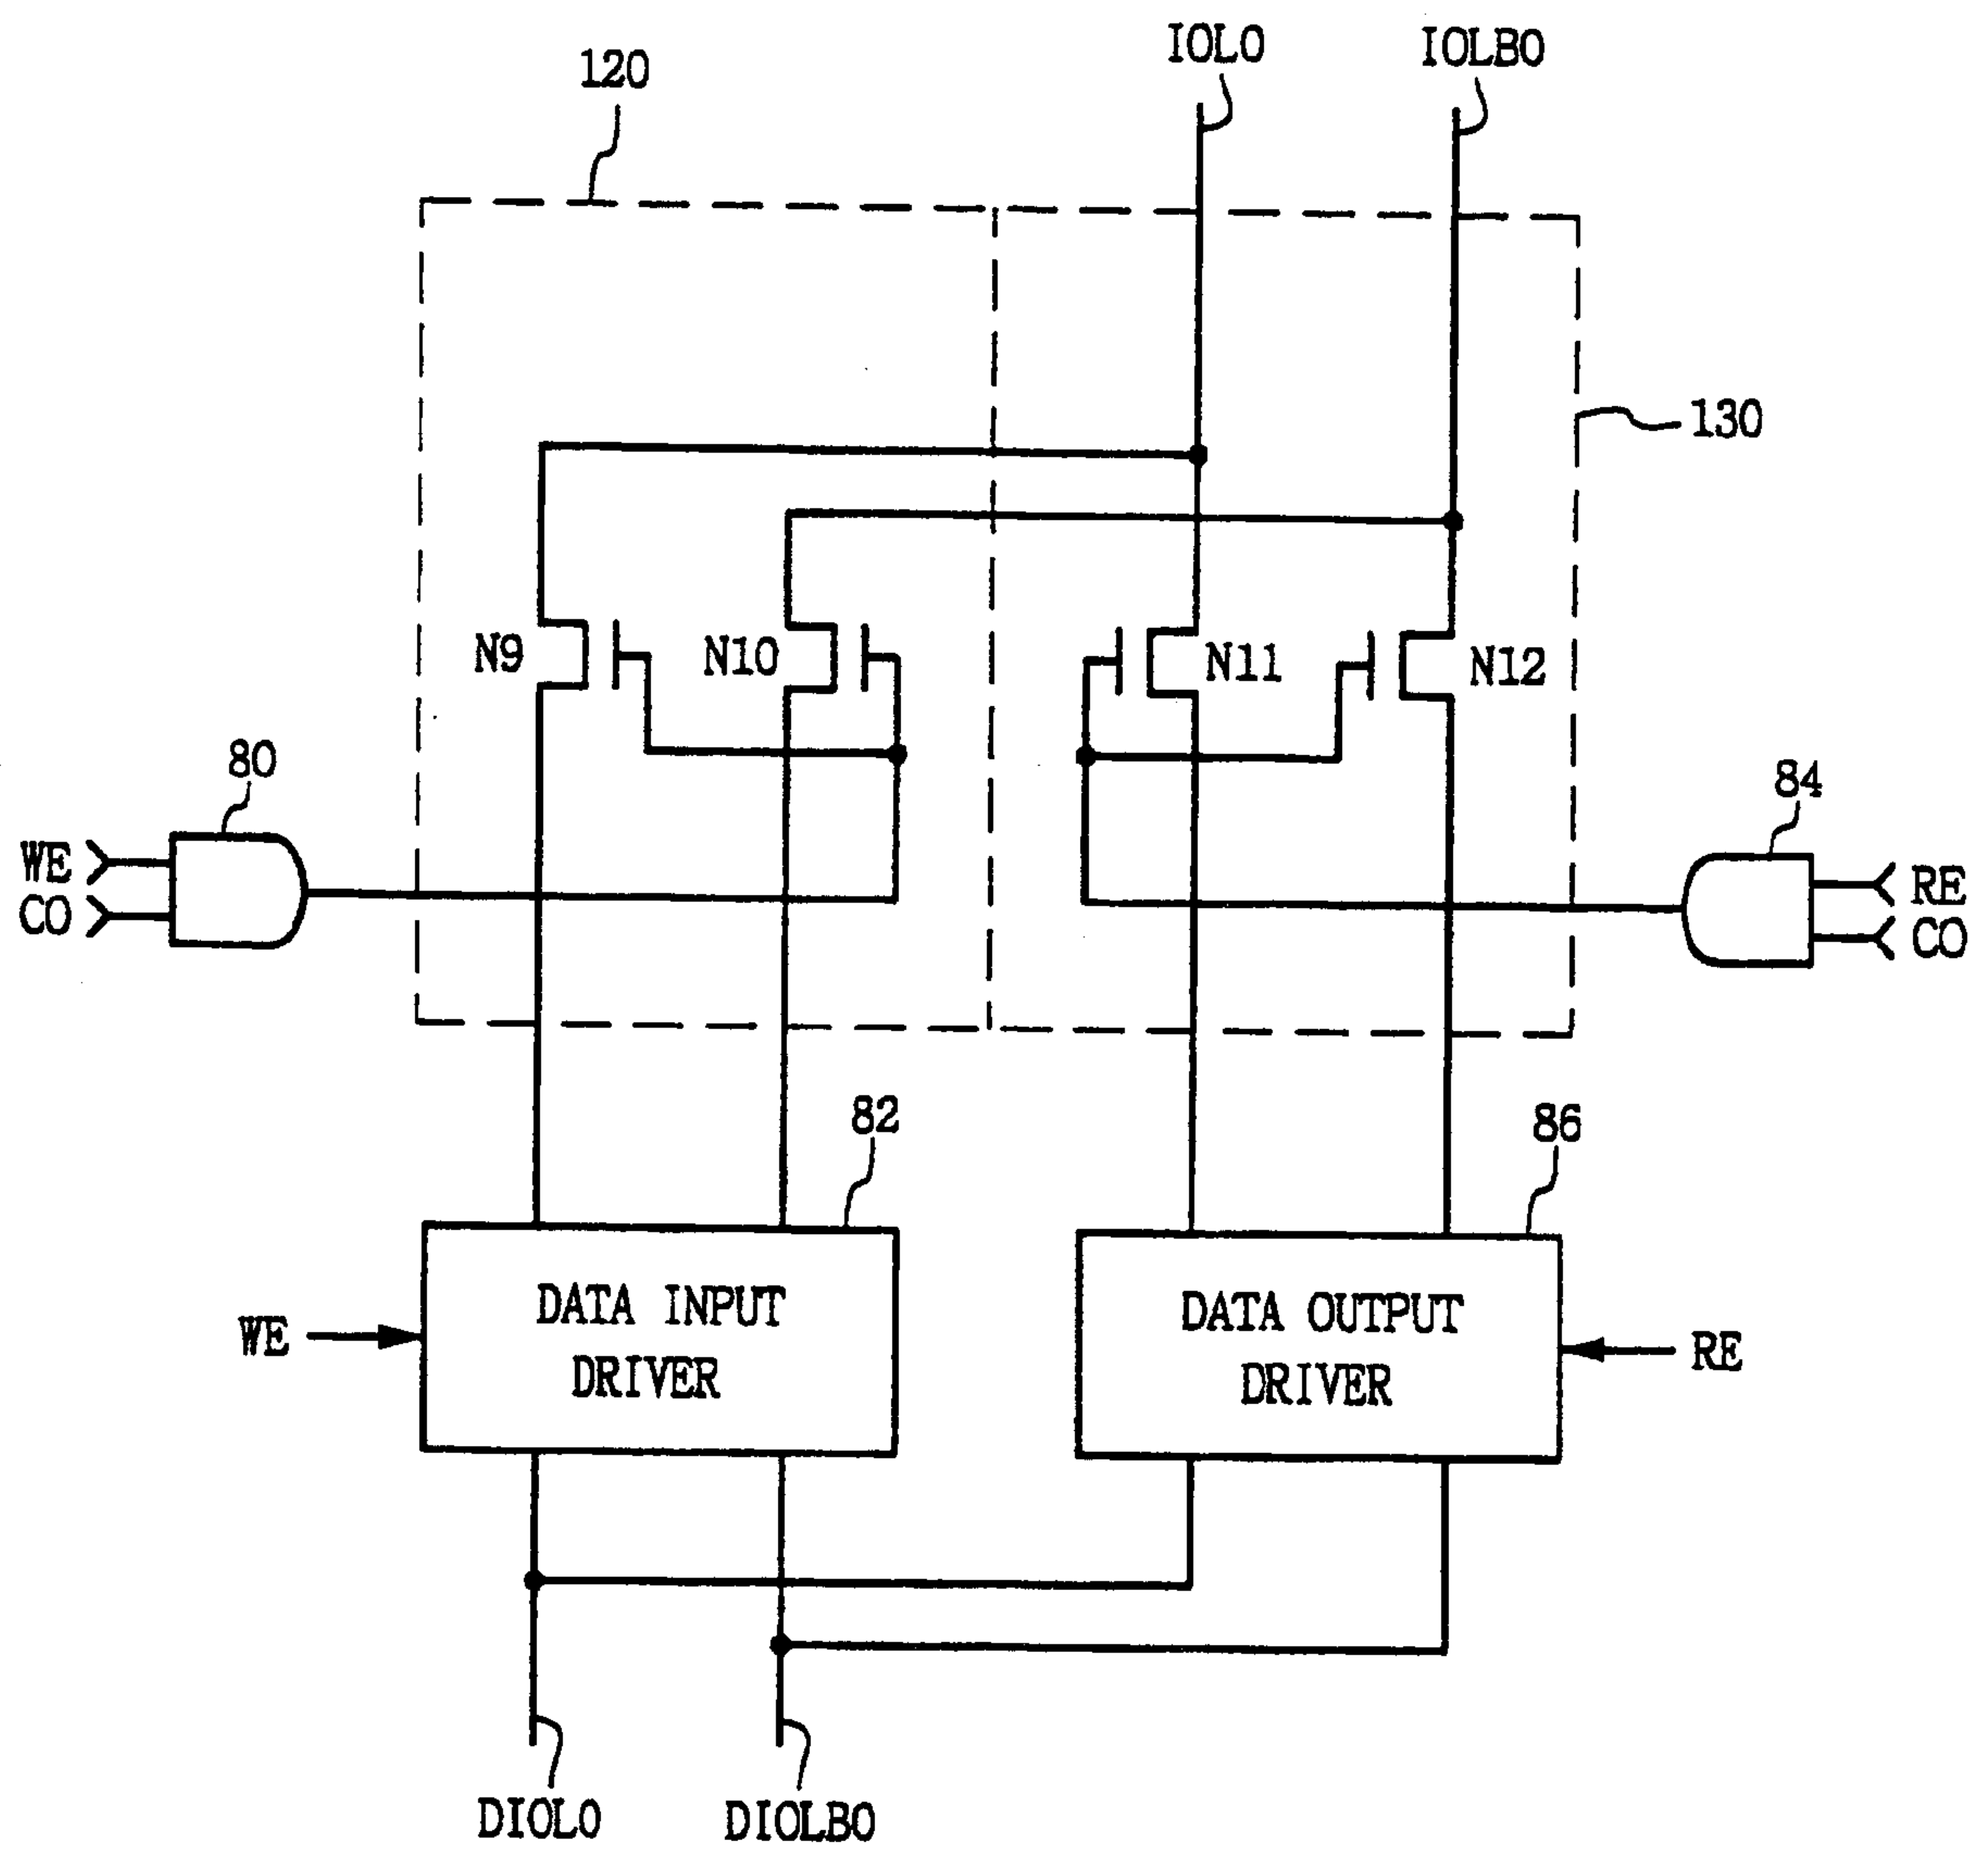 IOL0
IOLB0
120
130
N9
N10
N11
N12
80
84
WE
CO
RE
CO
82
86
DATA INPUT
DRIVER
DATA OUTPUT
DRIVER
WE
RE
DIOL0
DIOLB0